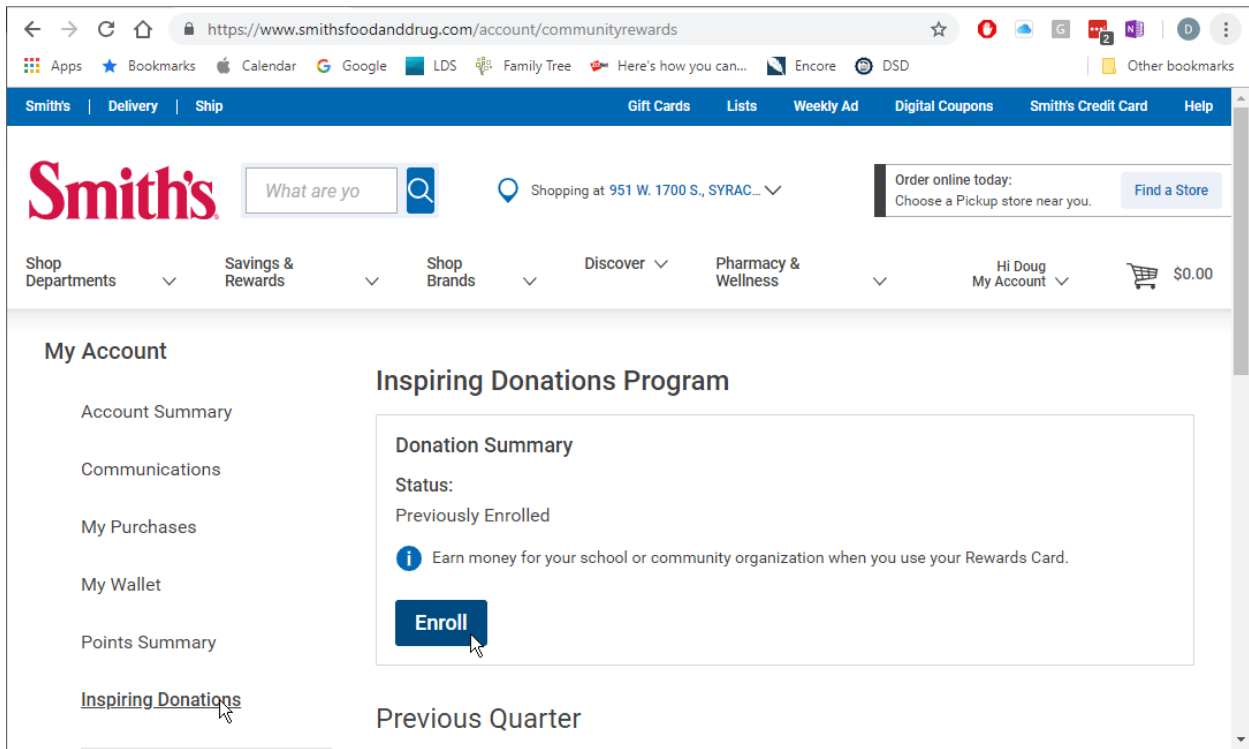 https://www.smithsfoodanddrug.com/account/communityrewards
G
2
N
D
Apps Bookmarks Calendar G Google LDS Family Tree Here's how you can... Encore DSD Other bookmarks
Smith's | Delivery | Ship Gift Cards Lists Weekly Ad Digital Coupons Smith's Credit Card Help
Smith's
What are yo
Shopping at 951 W. 1700 S., SYRAC...
Order online today:
Choose a Pickup store near you.
Find a Store
Shop
Departments
Savings &
Rewards
Shop
Brands
Discover
Pharmacy &
Wellness
Hi Doug
My Account
$0.00
My Account
Account Summary
Communications
My Purchases
My Wallet
Points Summary
Inspiring Donations
Inspiring Donations Program
Donation Summary
Status:
Previously Enrolled
i Earn money for your school or community organization when you use your Rewards Card.
Enroll
Previous Quarter